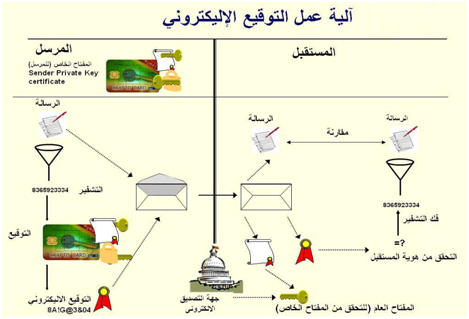 آلية عمل التوقيع الإليكتروني
المرسل
المستقبل
المفتاح الخاص (للمرسل)
Sender Private Key
certificate
الرسالة
الرسالة
مقارنة
الرسالة
8365923334
التشفير
8365923334
فك التشفير
التوقيع
=?
التحقق من هوية المستقبل
التوقيع الاليكتروني
8A!G@3&04
جهة التصديق
الالكتروني
المفتاح العام (للتحقق من المفتاح الخاص)